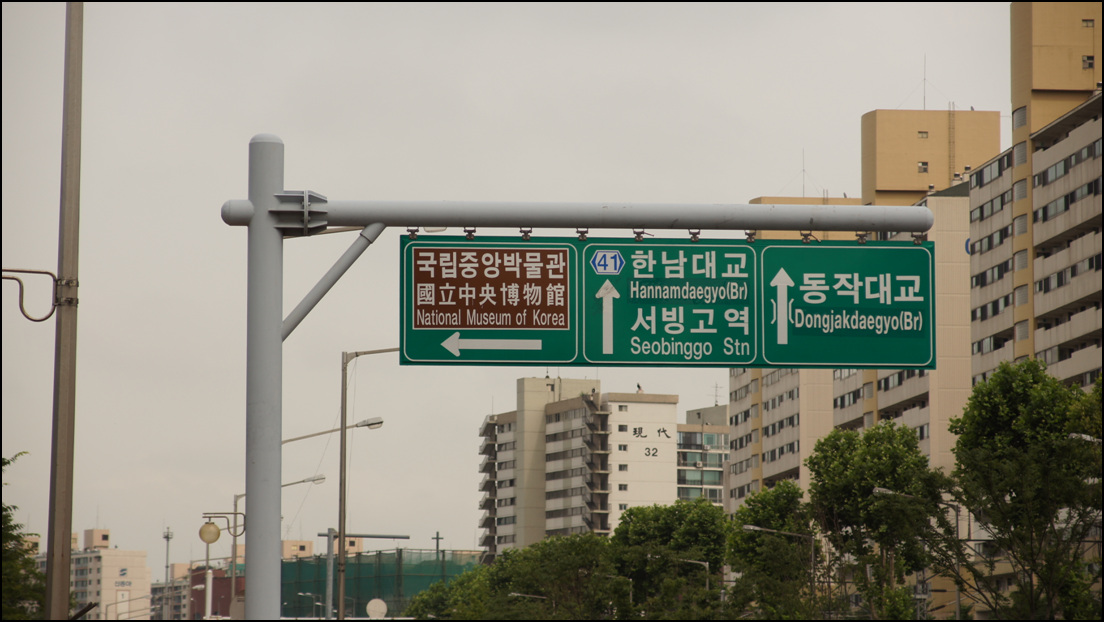 국립중앙박물관
國立中央博物館
National Museum of Korea
41
한남대교
Hannamdaegyo(Br)
서빙고역
Seobinggo Stn
동작대교
Dongjakdaegyo(Br)
現代
32